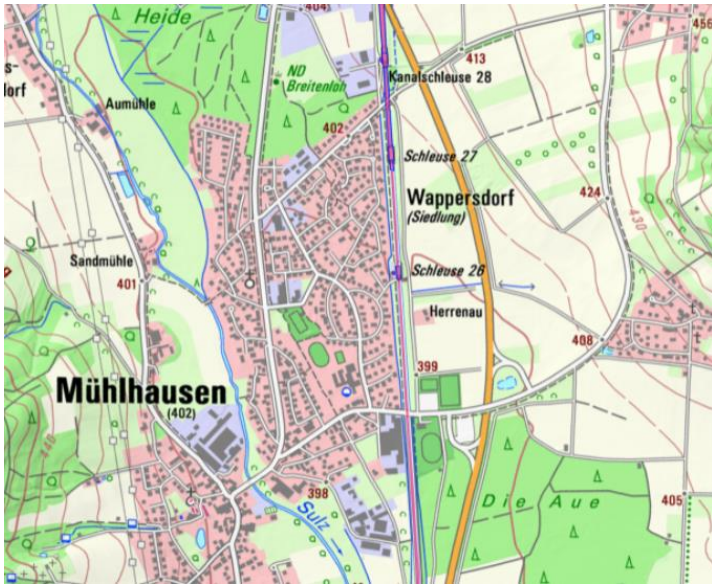 404
Heide
456
413
ND
Breitenloh
Kanalschleuse 28
dorf
Aumühle
402
Schleuse 27
Wappersdorf
(Siedlung)
424
430
Sandmühle
401
Schleuse 26
Herrenau
408
399
Mühlhausen
(402)
440
398
Die Aue
405
Sulz